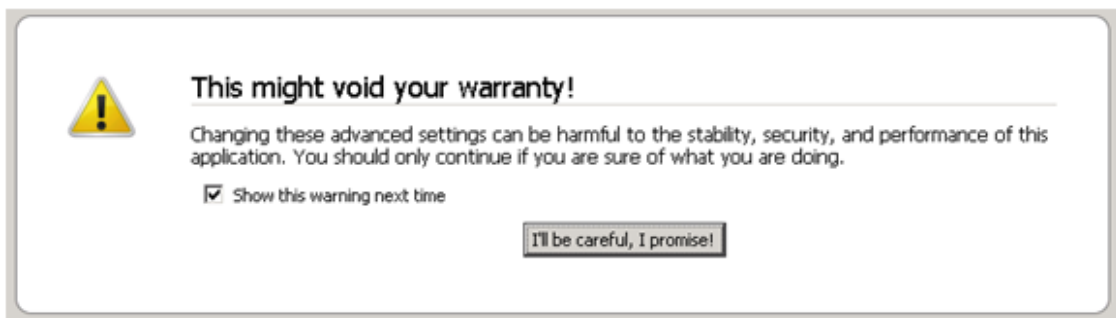 This might void your warranty!
Changing these advanced settings can be harmful to the stability, security, and performance of this
application. You should only continue if you are sure of what you are doing.
Show this warning next time
I'll be careful, I promise!